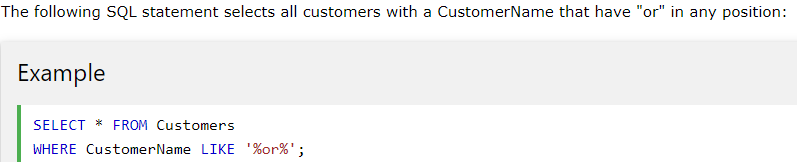 The following SQL statement selects all customers with a CustomerName that have "or" in any position:
Example
SELECT * FROM Customers
WHERE CustomerName LIKE '%or%';